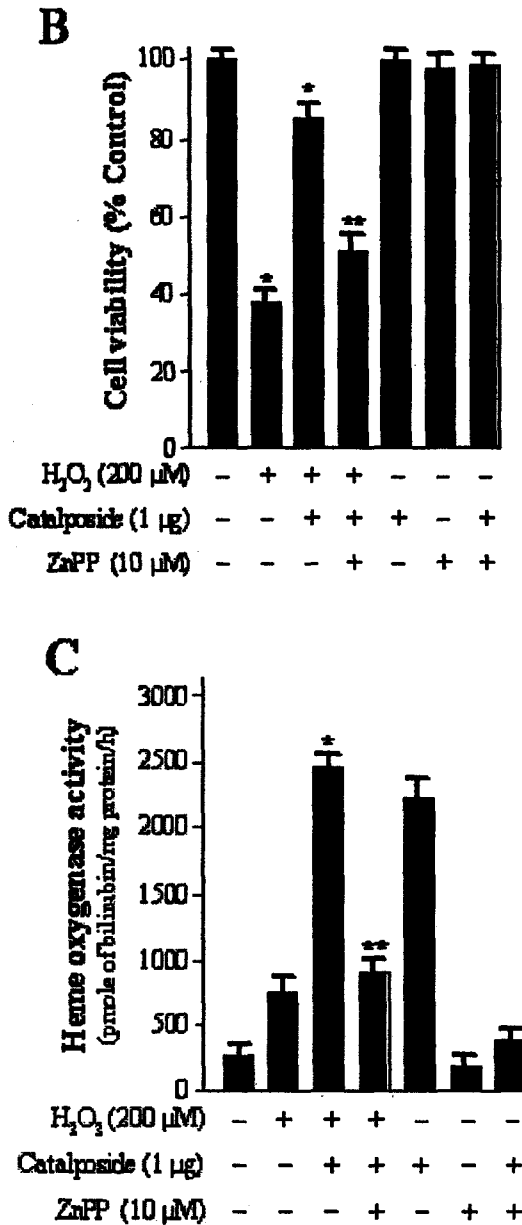 B
Cell viability (% Control)
100
80
60
40
20
0
* * **
H₂O₂ (200 μM) − + + + − − −
Catalposide (1 μg) − − + + + − +
ZnPP (10 μM) − − − + − + +
C
Heme oxygenase activity
(pmole of bilirubin/mg protein/h)
3000
2500
2000
1500
1000
500
0
* **
H₂O₂ (200 μM) − + + + − − −
Catalposide (1 μg) − − + + + − +
ZnPP (10 μM) − − − + − + +